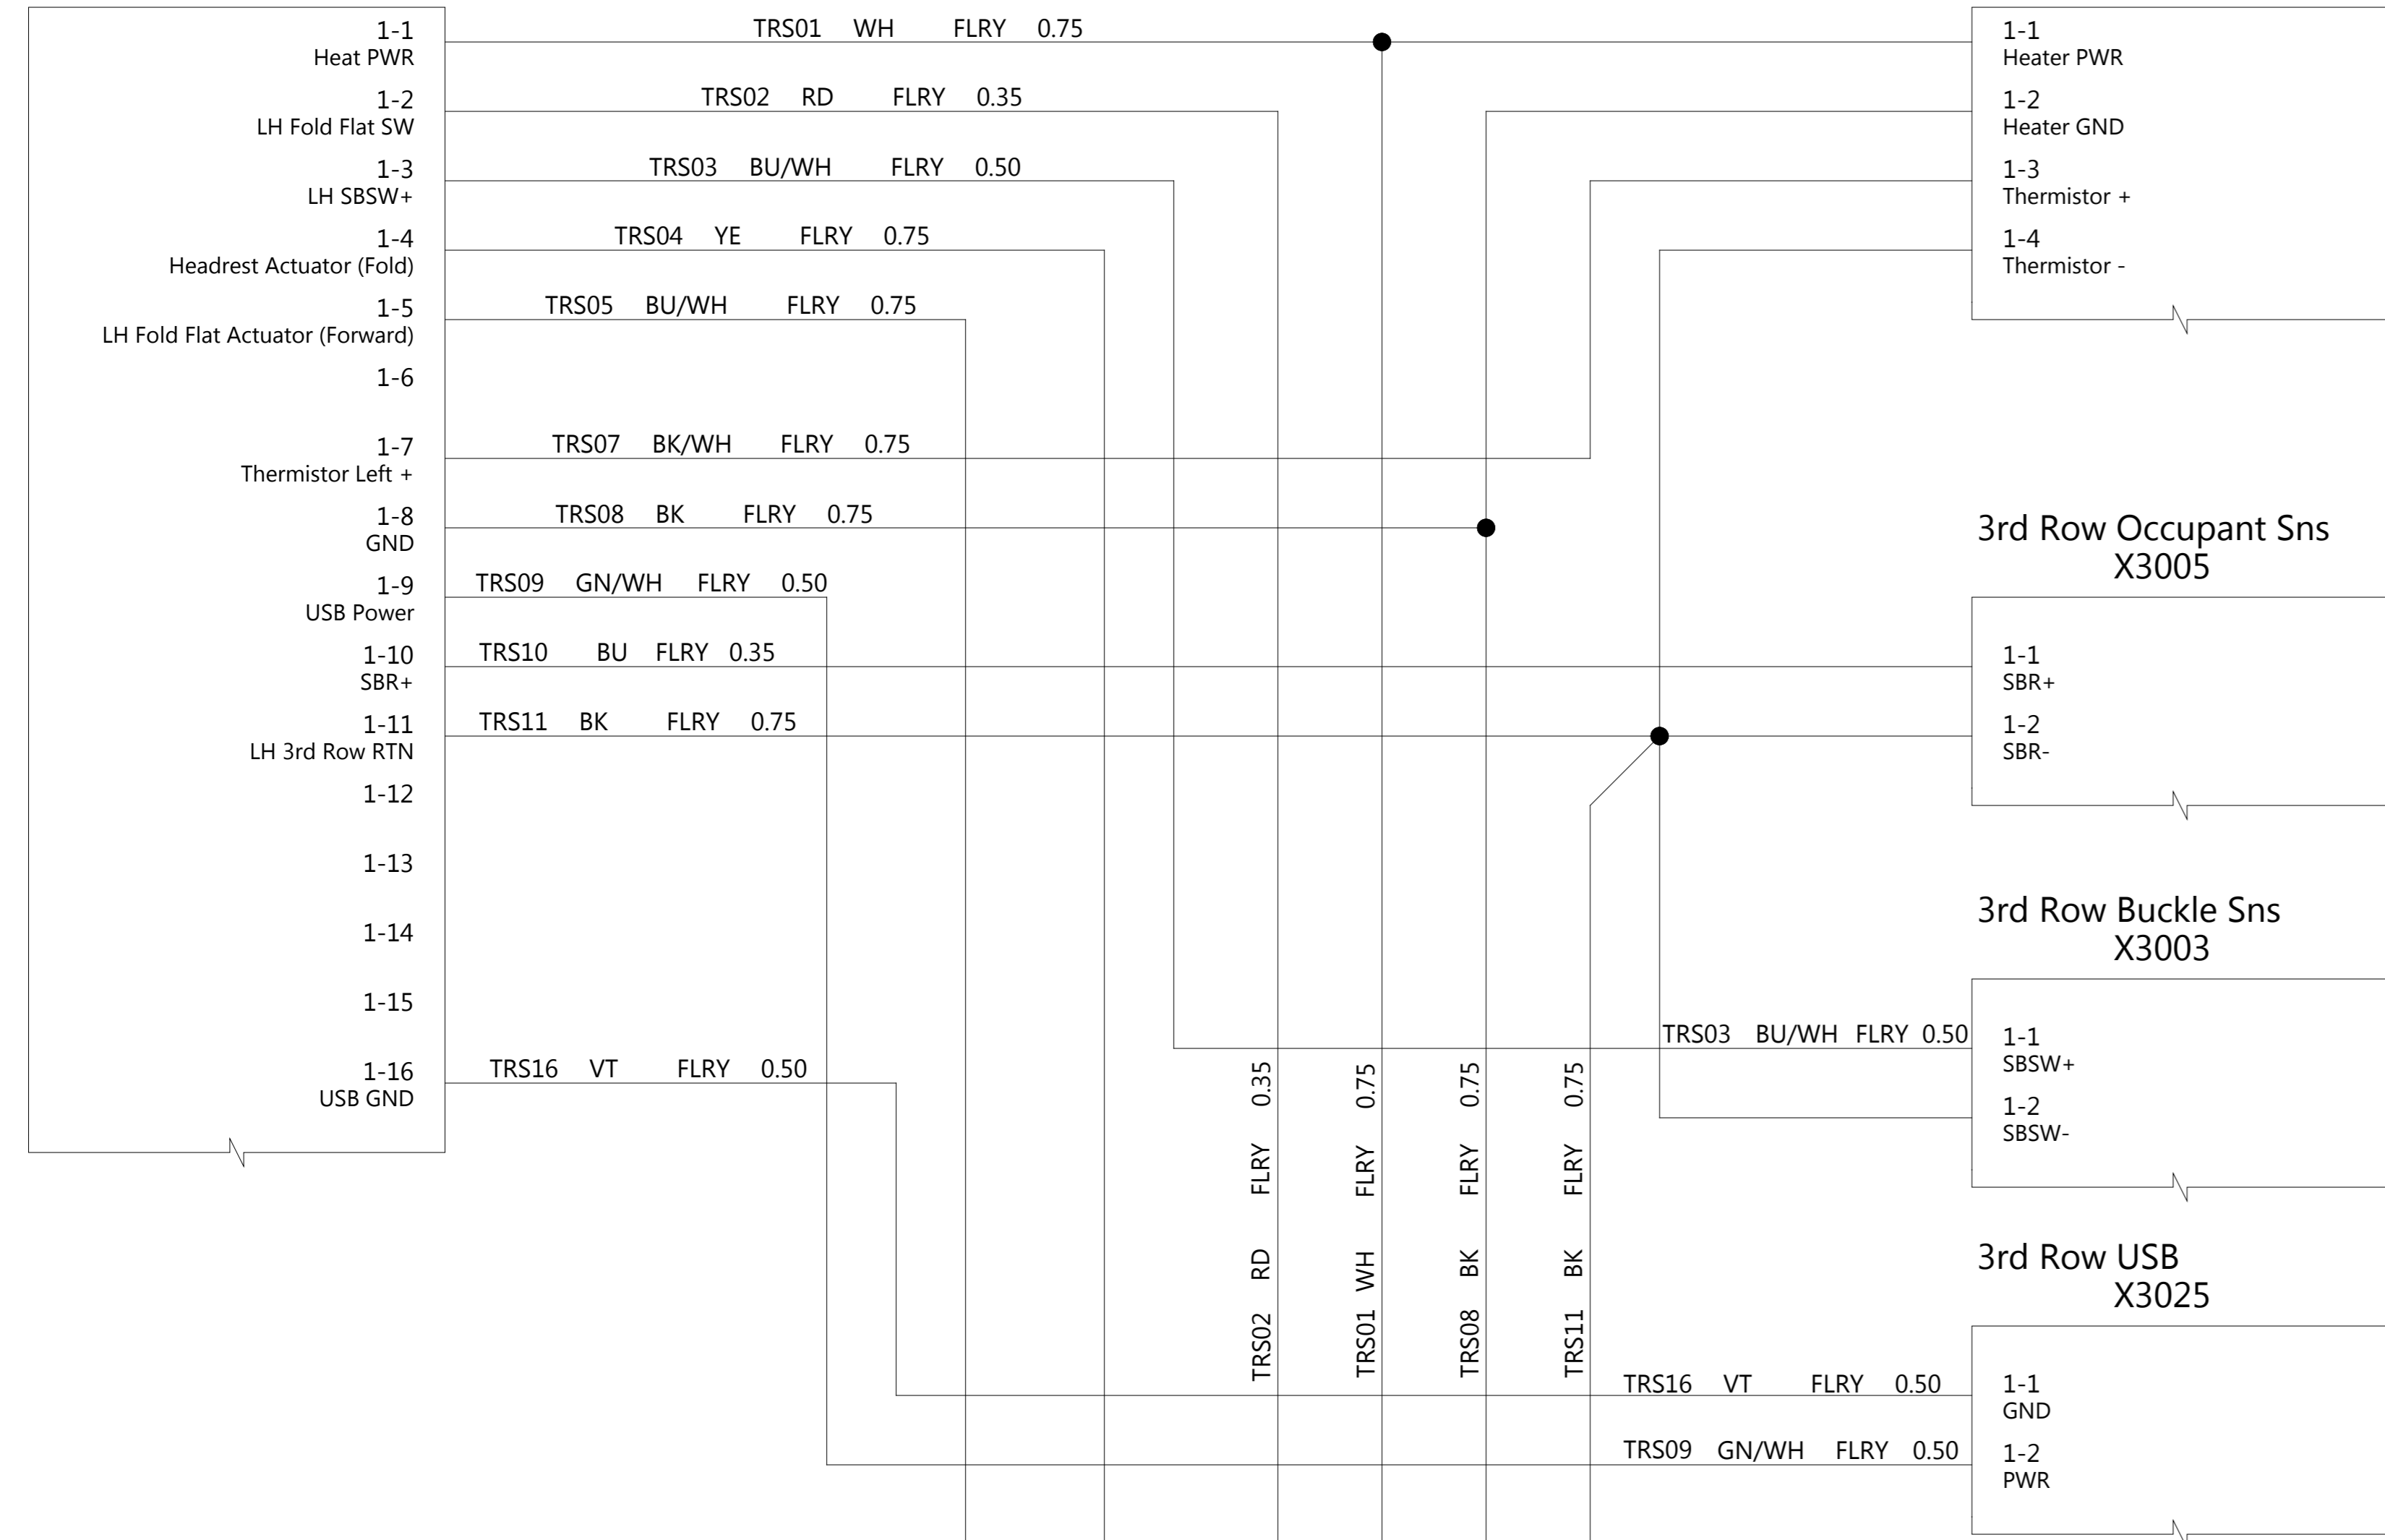 1-1
Heat PWR
1-2
LH Fold Flat SW
1-3
LH SBSW+
1-4
Headrest Actuator (Fold)
1-5
LH Fold Flat Actuator (Forward)
1-6
1-7
Thermistor Left +
1-8
GND
1-9
USB Power
1-10
SBR+
1-11
LH 3rd Row RTN
1-12
1-13
1-14
1-15
1-16
USB GND
TRS01 WH FLRY 0.75
TRS02 RD FLRY 0.35
TRS03 BU/WH FLRY 0.50
TRS04 YE FLRY 0.75
TRS05 BU/WH FLRY 0.75
TRS07 BK/WH FLRY 0.75
TRS08 BK FLRY 0.75
TRS09 GN/WH FLRY 0.50
TRS10 BU FLRY 0.35
TRS11 BK FLRY 0.75
TRS16 VT FLRY 0.50
TRS02 RD FLRY 0.35
TRS01 WH FLRY 0.75
TRS08 BK FLRY 0.75
TRS11 BK FLRY 0.75
1-1
Heater PWR
1-2
Heater GND
1-3
Thermistor +
1-4
Thermistor -
3rd Row Occupant Sns
X3005
1-1
SBR+
1-2
SBR-
3rd Row Buckle Sns
X3003
TRS03 BU/WH FLRY 0.50
1-1
SBSW+
1-2
SBSW-
3rd Row USB
X3025
TRS16 VT FLRY 0.50
1-1
GND
TRS09 GN/WH FLRY 0.50
1-2
PWR